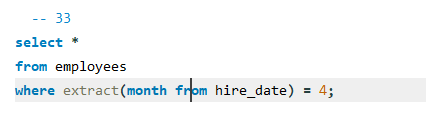 -- 33
select *
from employees
where extract(month from hire_date) = 4;